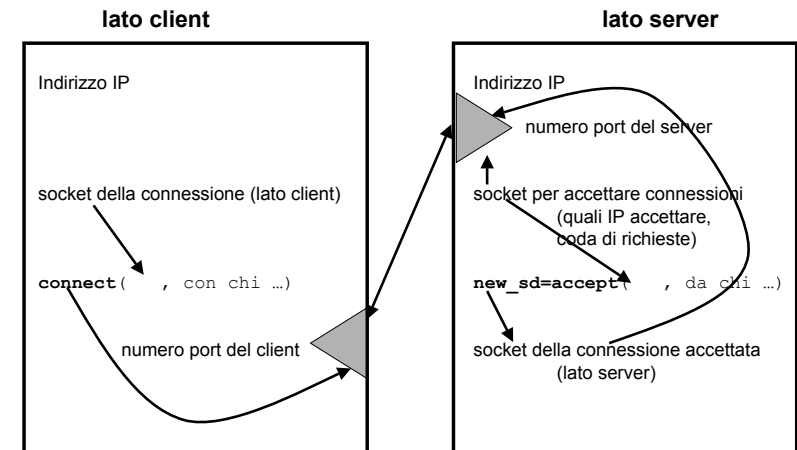 lato client
Indirizzo IP
socket della connessione (lato client)
connect( , con chi …)
numero port del client
lato server
Indirizzo IP
numero port del server
socket per accettare connessioni
(quali IP accettare,
coda di richieste)
new_sd=accept( , da chi …)
socket della connessione accettata
(lato server)